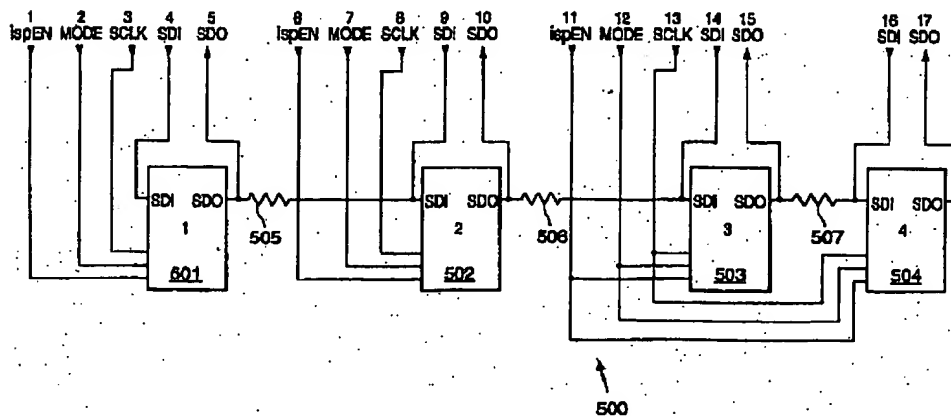 1 2 3 4 5 6 7 8 9 10 11 12 13 14 15 16 17
ispEN MODE SCLK SDI SDO ispEN MODE SCLK SDI SDO ispEN MODE SCLK SDI SDO SDI SDO
SDI SDO SDI SDO SDI SDO SDI
1 505 2 506 3 507 4
501 502 503 504
500